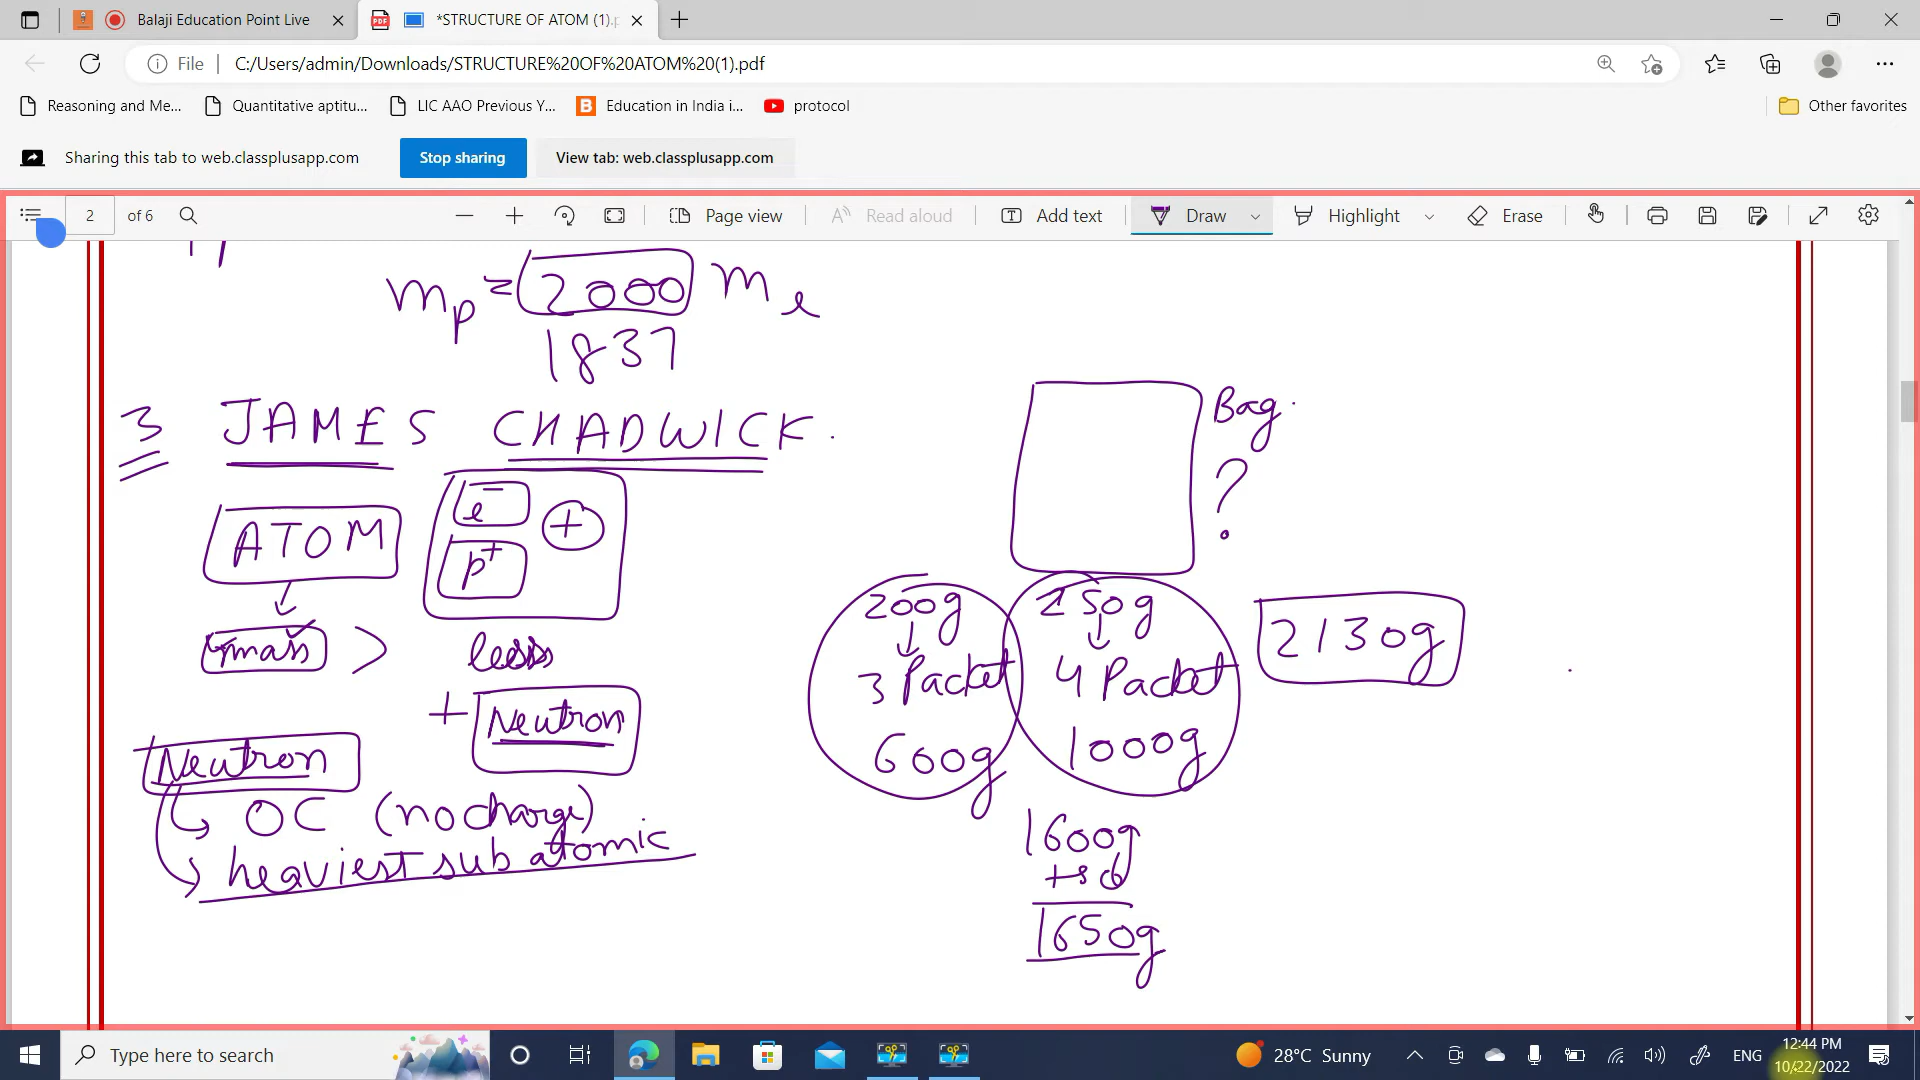 Balaji Education Point Live
*STRUCTURE OF ATOM (1).p
File C:/Users/admin/Downloads/STRUCTURE%20OF%20ATOM%20(1).pdf
Reasoning and Me... Quantitative aptitu... LIC AAO Previous Y... Education in India i... protocol Other favorites
Sharing this tab to web.classplusapp.com Stop sharing View tab: web.classplusapp.com
2 of 6 Page view Read aloud Add text Draw Highlight Erase
mp = 2000 me
1837
3 JAMES CHADWICK.
Bag.
?
ATOM e⁻ +
p⁺
mass > less
+ Neutron
Neutron
OC (no charge)
heaviest sub atomic
200g 250g
3 Packet 4 Packet
600g 1000g
2130g
1600g
+50
1650g
Type here to search
28°C Sunny
ENG
12:44 PM
10/22/2022